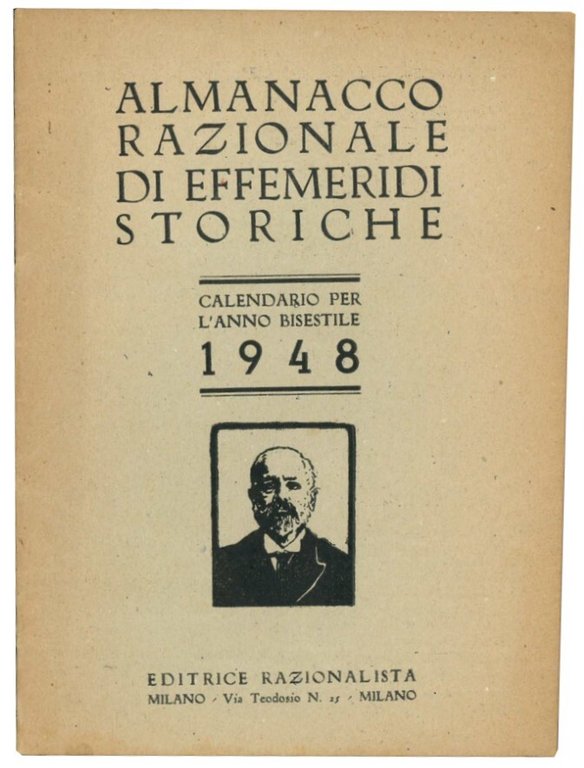 ALMANACCO
RAZIONALE
DI EFFEMERIDI
STORICHE
CALENDARIO PER
L'ANNO BISESTILE
1948
EDITRICE RAZIONALISTA
MILANO - Via Teodosio N. 25 - MILANO